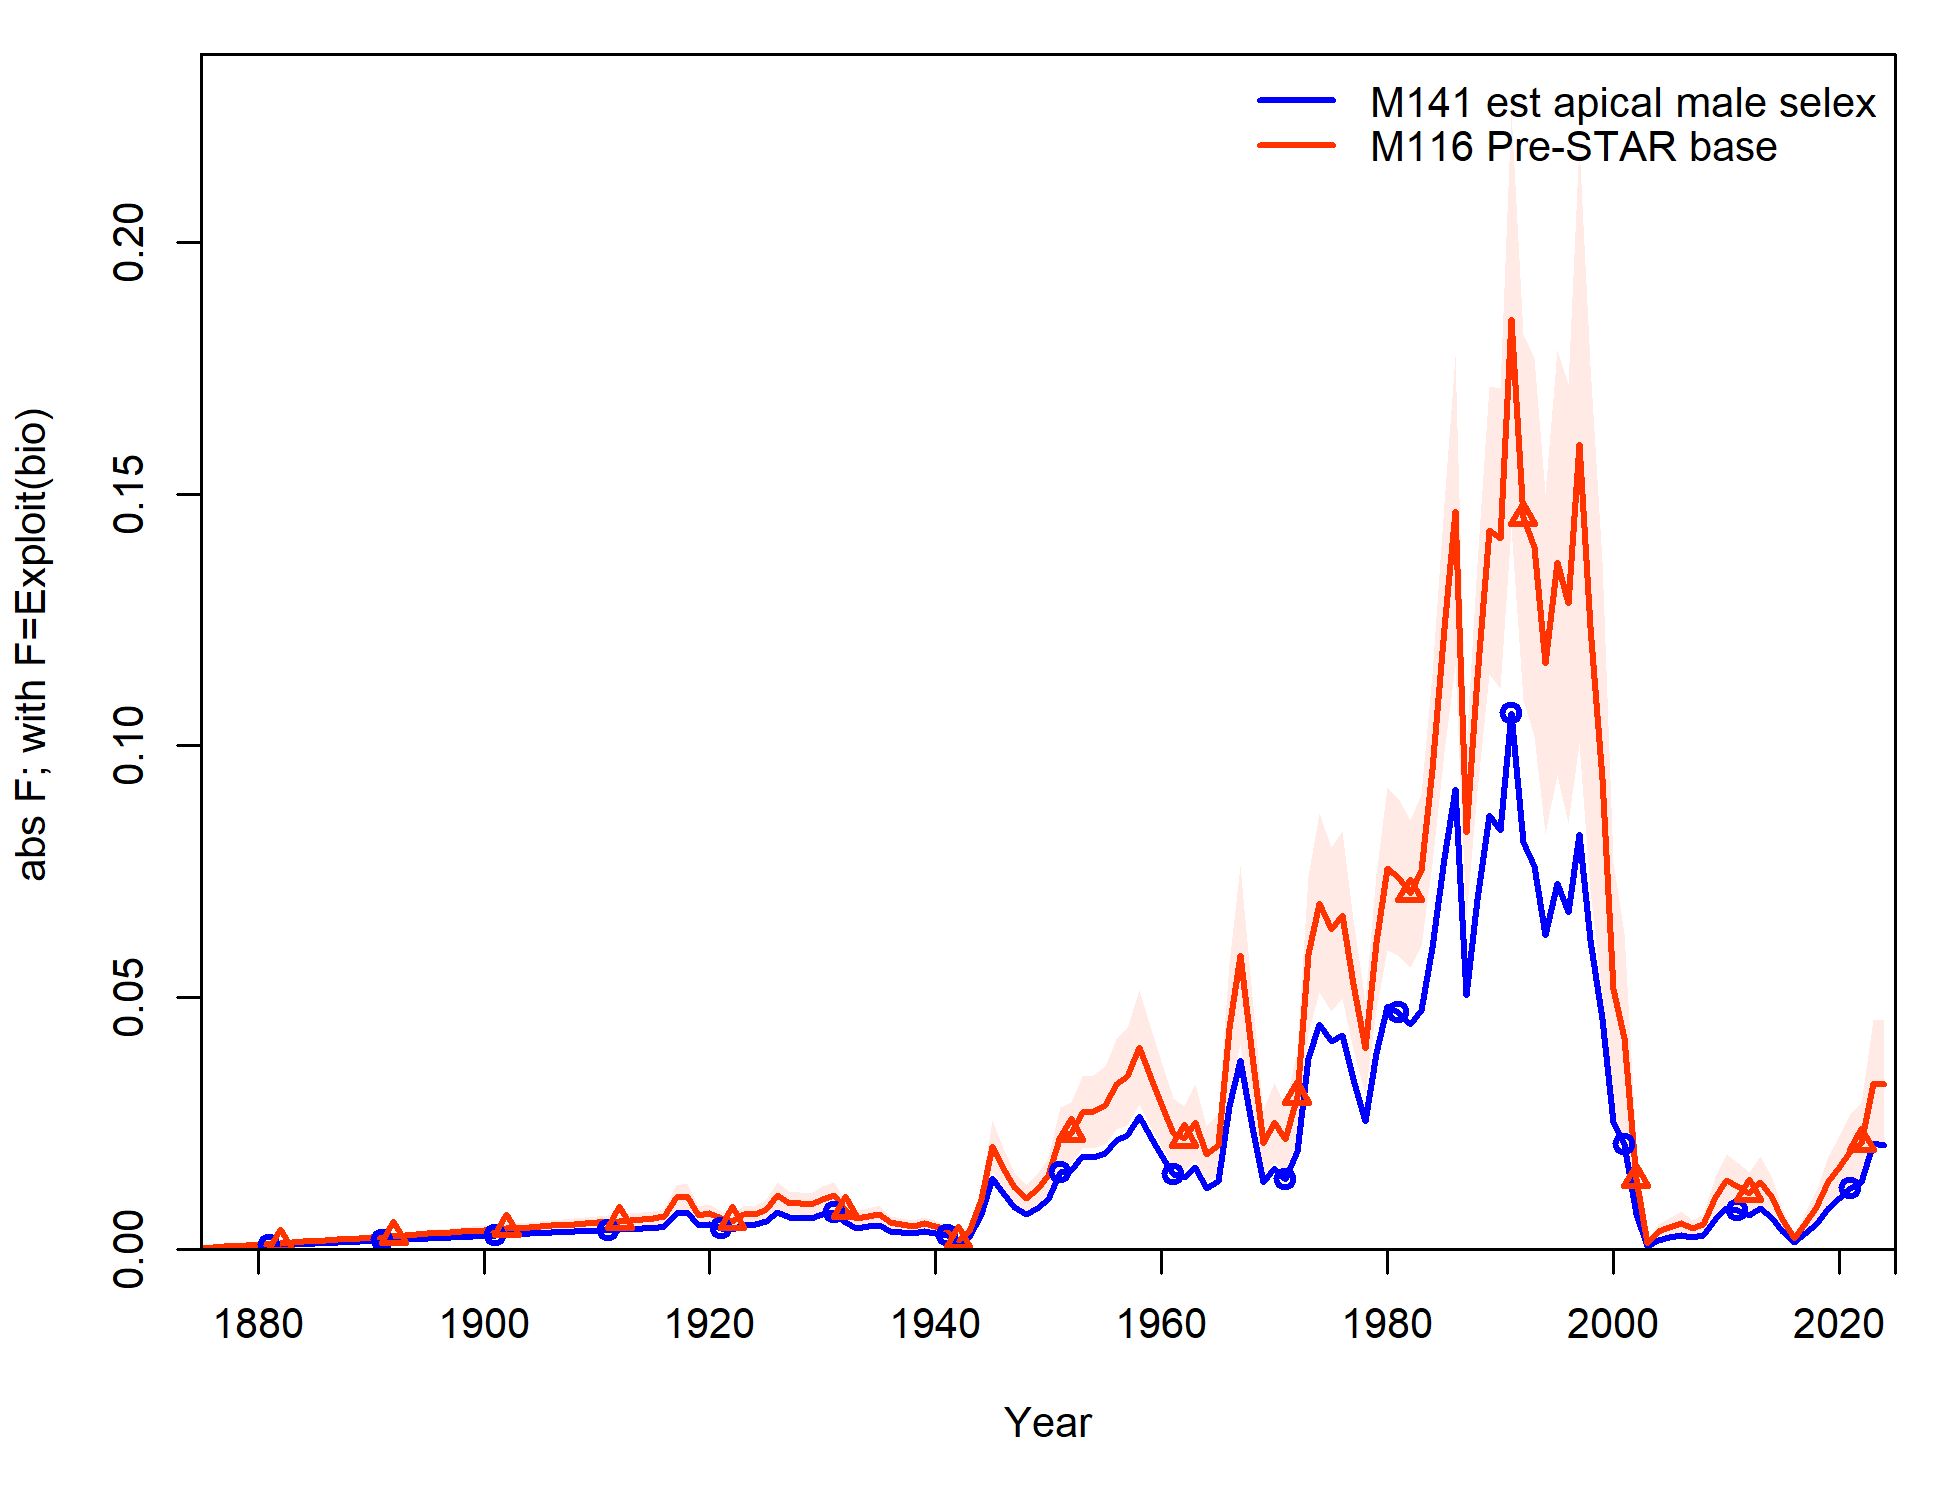 M141 est apical male selex
M116 Pre-STAR base
abs F; with F=Exploit(bio)
0.20
0.15
0.10
0.05
0.00
1880 1900 1920 1940 1960 1980 2000 2020
Year